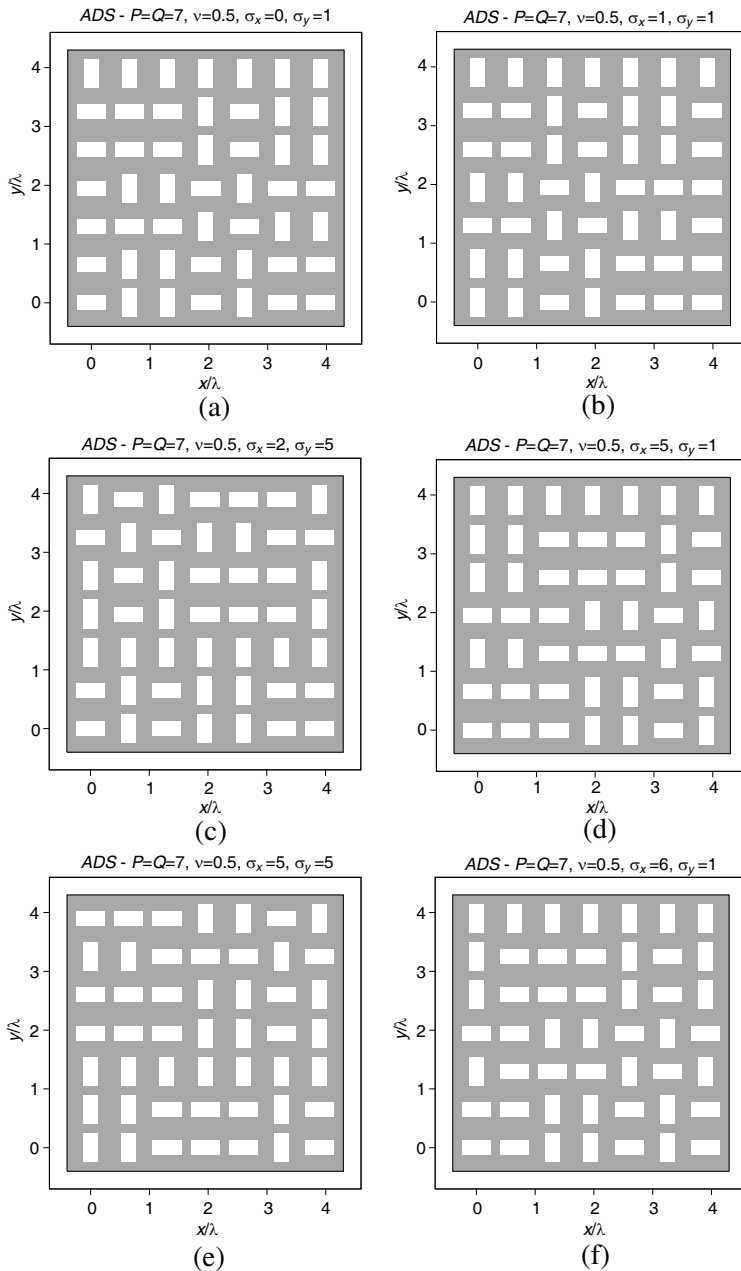 ADS - P=Q=7, ν=0.5, σx=0, σy=1
ADS - P=Q=7, ν=0.5, σx=1, σy=1
4
3
2
1
0
y/λ
0 1 2 3 4
x/λ
(a)
4
3
2
1
0
y/λ
0 1 2 3 4
x/λ
(b)
ADS - P=Q=7, ν=0.5, σx=2, σy=5
ADS - P=Q=7, ν=0.5, σx=5, σy=1
4
3
2
1
0
y/λ
0 1 2 3 4
x/λ
(c)
4
3
2
1
0
y/λ
0 1 2 3 4
x/λ
(d)
ADS - P=Q=7, ν=0.5, σx=5, σy=5
ADS - P=Q=7, ν=0.5, σx=6, σy=1
4
3
2
1
0
y/λ
0 1 2 3 4
x/λ
(e)
4
3
2
1
0
y/λ
0 1 2 3 4
x/λ
(f)